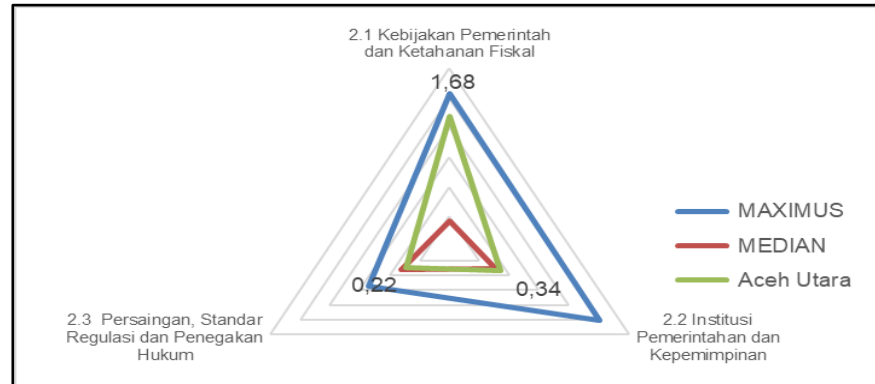 2.1 Kebijakan Pemerintah
dan Ketahanan Fiskal
1,68
MAXIMUS
MEDIAN
Aceh Utara
0,22
0,34
2.3 Persaingan, Standar
Regulasi dan Penegakan
Hukum
2.2 Institusi
Pemerintahan dan
Kepemimpinan